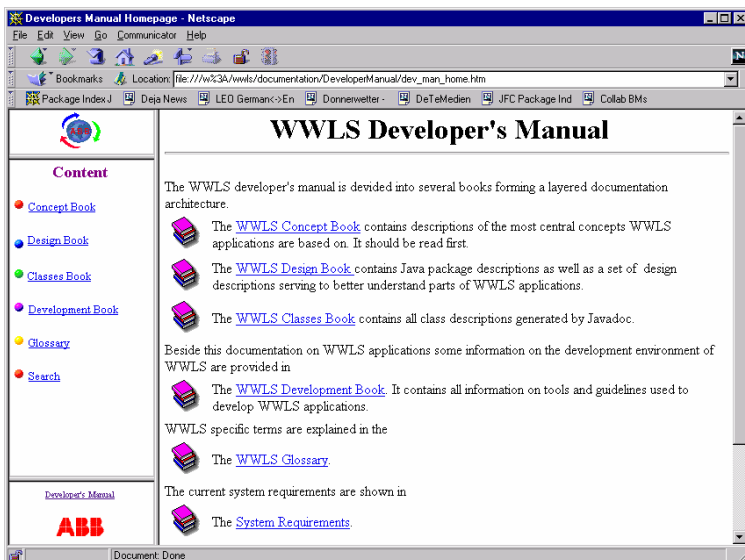 Developers Manual Homepage - Netscape
File Edit View Go Communicator Help
Bookmarks Location: file:///w%3A/wwls/documentation/DeveloperManual/dev_man_home.htm
Package Index J Deja News LEO German<->En Donnerwetter - DeTeMedien JFC Package Ind Collab BMs
WWLS Developer's Manual
Content
Concept Book
Design Book
Classes Book
Development Book
Glossary
Search
Developer's Manual
ABB
The WWLS developer's manual is devided into several books forming a layered documentation
architecture.
The WWLS Concept Book contains descriptions of the most central concepts WWLS
applications are based on. It should be read first.
The WWLS Design Book contains Java package descriptions as well as a set of design
descriptions serving to better understand parts of WWLS applications.
The WWLS Classes Book contains all class descriptions generated by Javadoc.
Beside this documentation on WWLS applications some information on the development environment of
WWLS are provided in
The WWLS Development Book. It contains all information on tools and guidelines used to
develop WWLS applications.
WWLS specific terms are explained in the
The WWLS Glossary.
The current system requirements are shown in
The System Requirements.
Document: Done